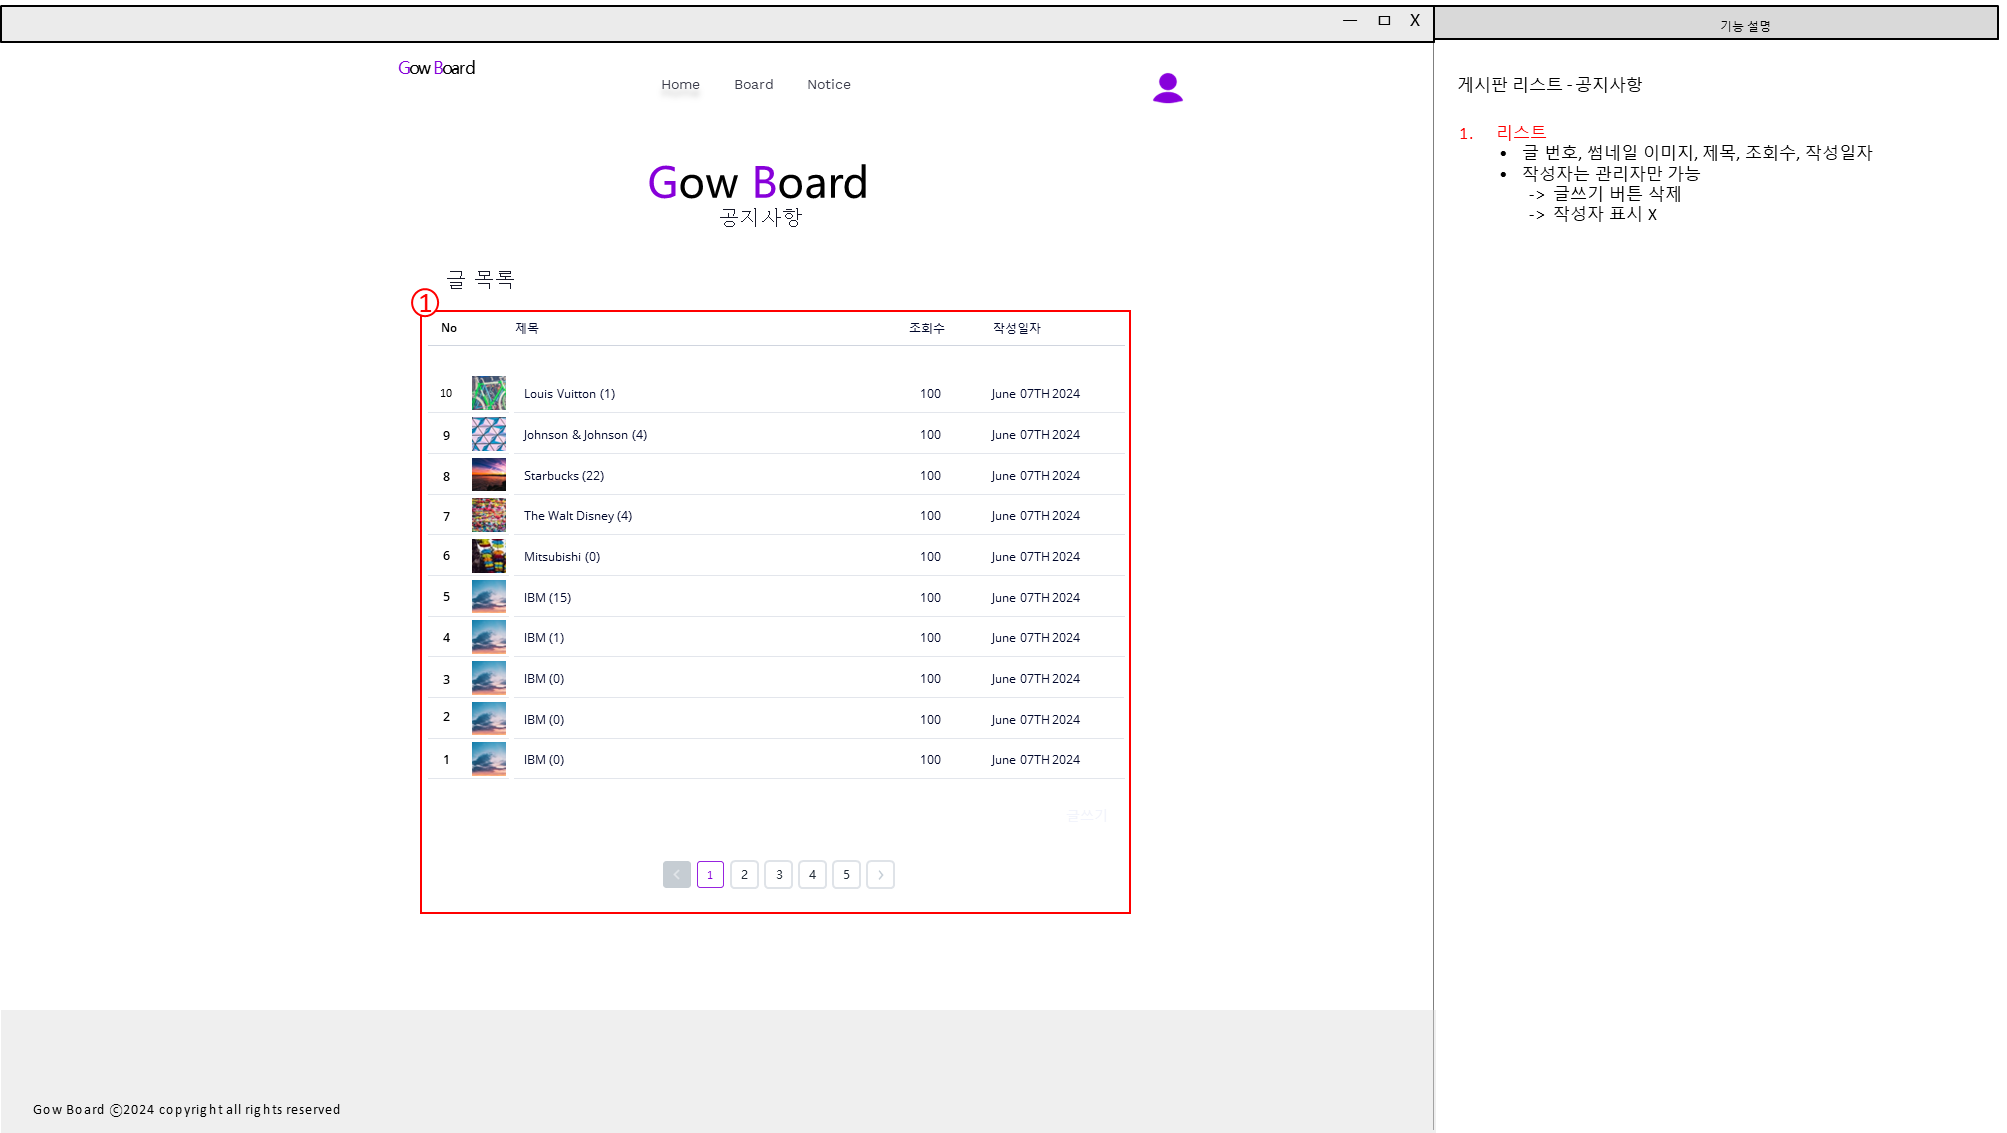 — ㅁ X
기능 설명
Gow Board
Home Board Notice
Gow Board
공지사항
글 목록
①
No 제목 조회수 작성일자
10 Louis Vuitton (1) 100 June 07TH 2024
9 Johnson & Johnson (4) 100 June 07TH 2024
8 Starbucks (22) 100 June 07TH 2024
7 The Walt Disney (4) 100 June 07TH 2024
6 Mitsubishi (0) 100 June 07TH 2024
5 IBM (15) 100 June 07TH 2024
4 IBM (1) 100 June 07TH 2024
3 IBM (0) 100 June 07TH 2024
2 IBM (0) 100 June 07TH 2024
1 IBM (0) 100 June 07TH 2024
글쓰기
< 1 2 3 4 5 >
Gow Board ⓒ2024 copyright all rights reserved
게시판 리스트 - 공지사항
1. 리스트
• 글 번호, 썸네일 이미지, 제목, 조회수, 작성일자
• 작성자는 관리자만 가능
-> 글쓰기 버튼 삭제
-> 작성자 표시 X